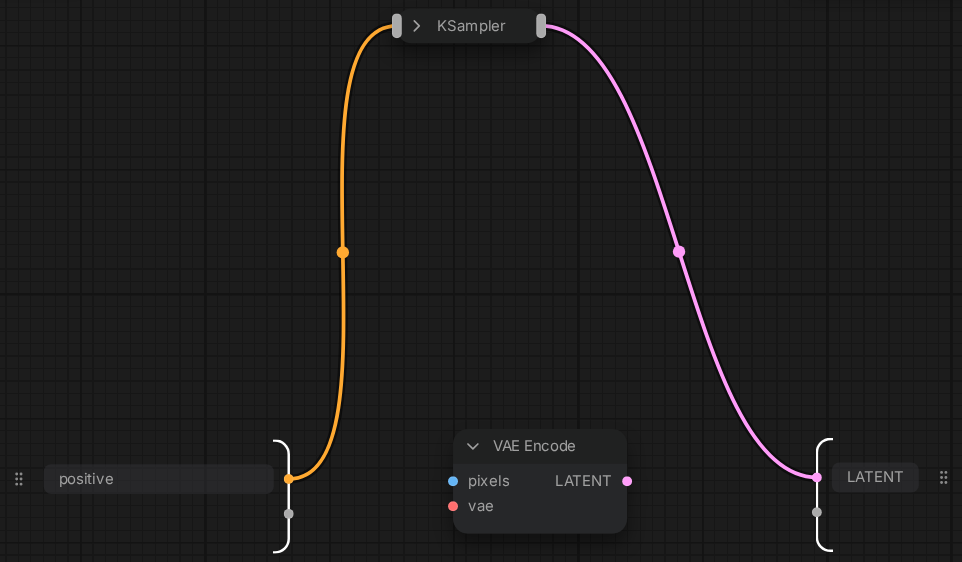 KSampler
VAE Encode
positive
pixels LATENT
LATENT
vae